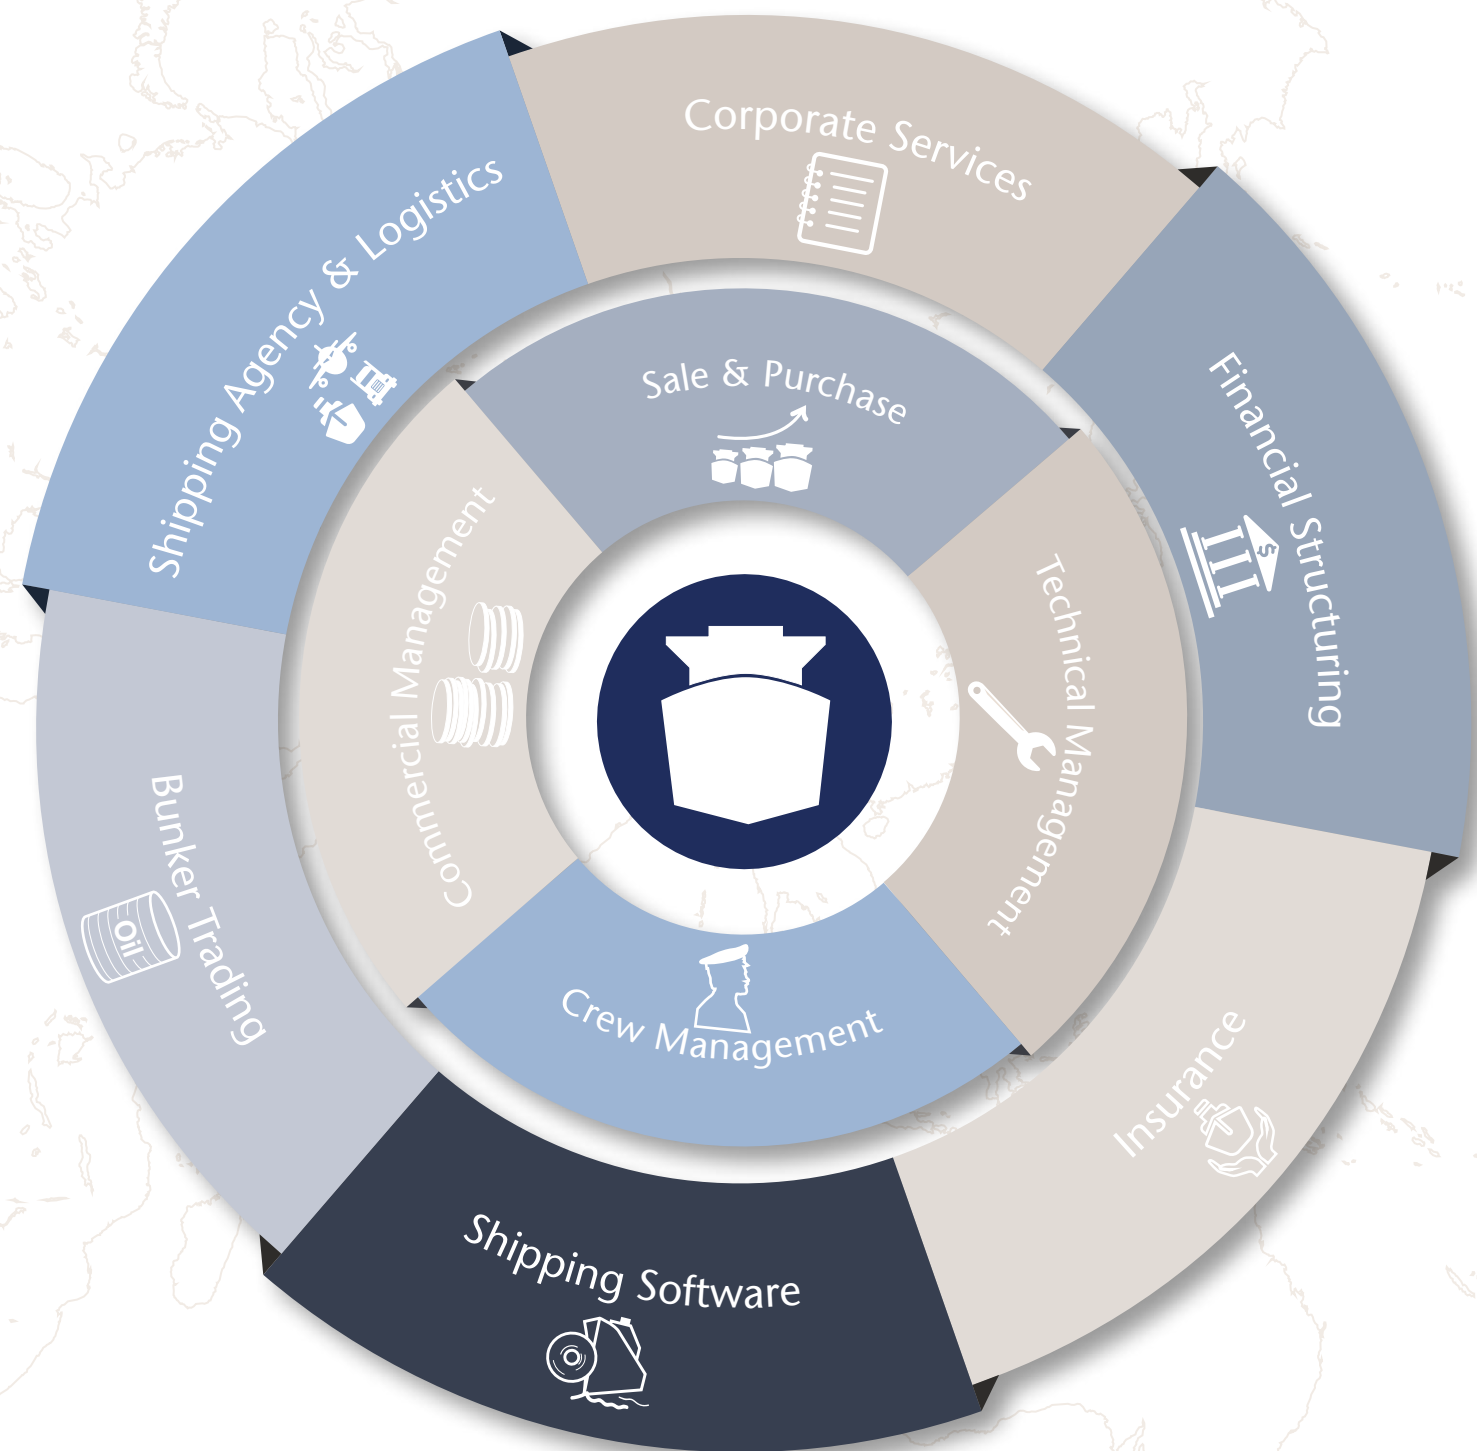 Corporate Services
Financial Structuring
Insurance
Shipping Software
Bunker Trading
Oil
Shipping Agency & Logistics
Sale & Purchase
Technical Management
Crew Management
Commercial Management
$